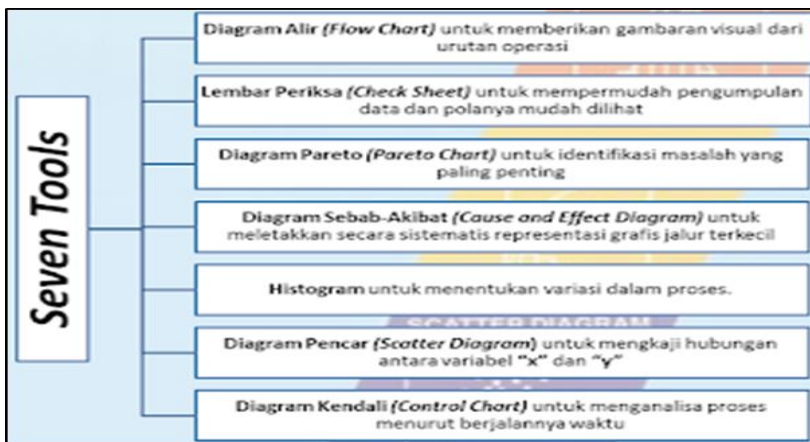 Seven Tools
Diagram Alir (Flow Chart) untuk memberikan gambaran visual dari
urutan operasi
Lembar Periksa (Check Sheet) untuk mempermudah pengumpulan
data dan polanya mudah dilihat
Diagram Pareto (Pareto Chart) untuk identifikasi masalah yang
paling penting
Diagram Sebab-Akibat (Cause and Effect Diagram) untuk
meletakkan secara sistematis representasi grafis jalur terkecil
Histogram untuk menentukan variasi dalam proses.
SCATTER DIAGRAM
Diagram Pencar (Scatter Diagram) untuk mengkaji hubungan
antara variabel "x" dan "y"
Diagram Kendali (Control Chart) untuk menganalisa proses
menurut berjalannya waktu